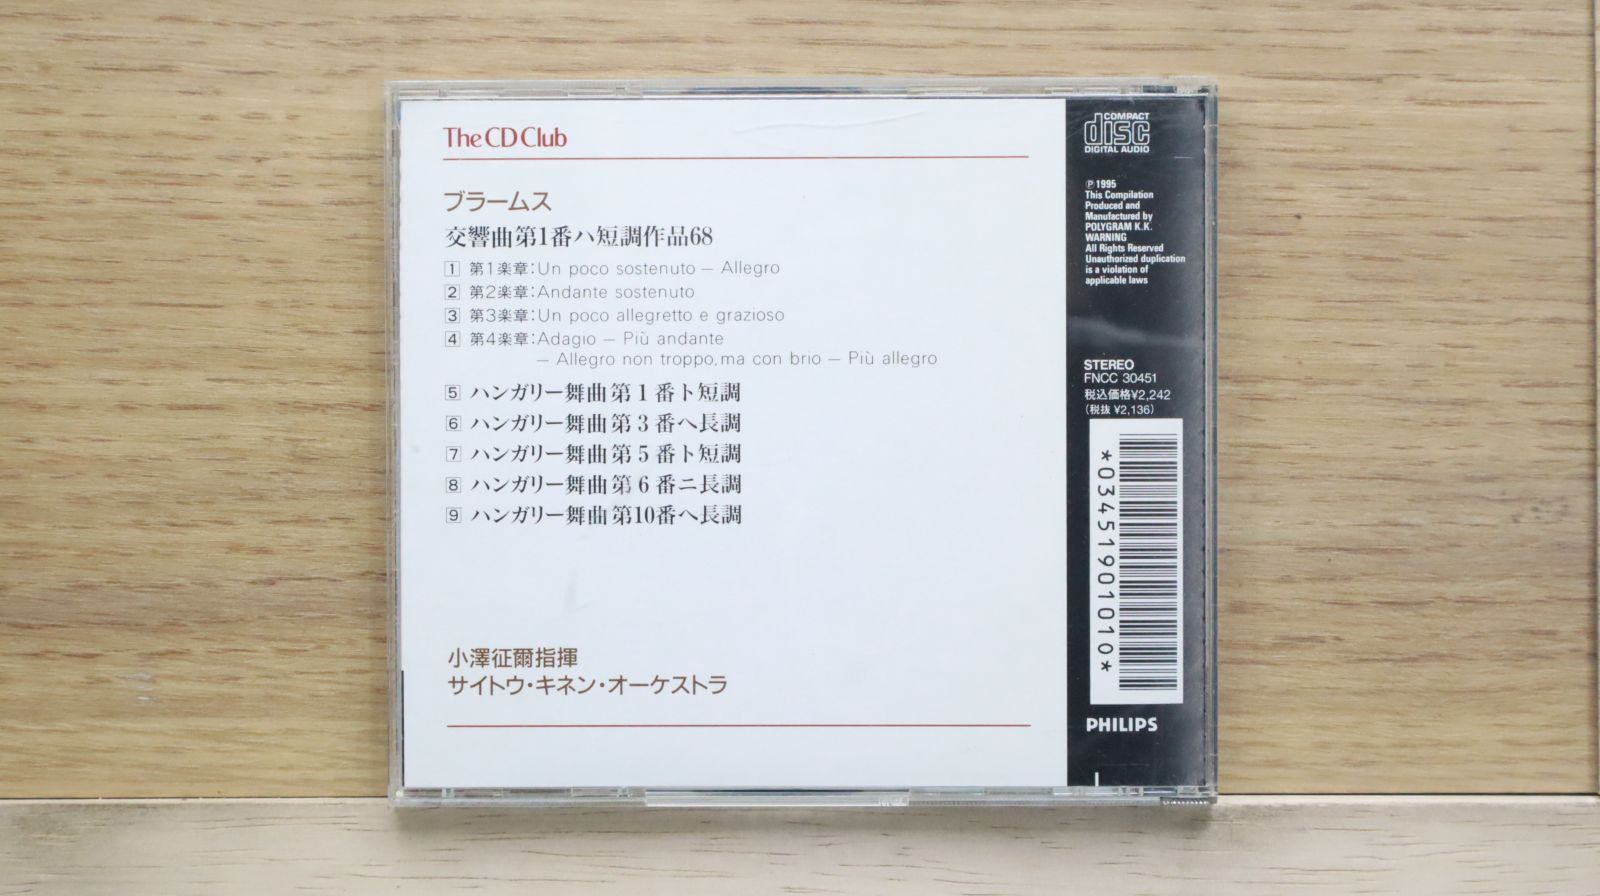 The CD Club
ブラームス
交響曲第1番ハ短調作品68
1 第1楽章:Un poco sostenuto – Allegro
2 第2楽章:Andante sostenuto
3 第3楽章:Un poco allegretto e grazioso
4 第4楽章:Adagio – Più andante
– Allegro non troppo, ma con brio – Più allegro
5 ハンガリー舞曲第1番ト短調
6 ハンガリー舞曲第3番ヘ長調
7 ハンガリー舞曲第5番ト短調
8 ハンガリー舞曲第6番ニ長調
9 ハンガリー舞曲第10番ヘ長調
小澤征爾指揮
サイトウ・キネン・オーケストラ
COMPACT
disc
DIGITAL AUDIO
Ⓟ 1995
This Compilation
Produced and
Manufactured by
POLYGRAM K.K.
WARNING
All Rights Reserved
Unauthorized duplication
is a violation of
applicable laws
STEREO
FNCC 30451
税込価格¥2,242
(税抜 ¥2,136)
*0345190 1010*
PHILIPS
L